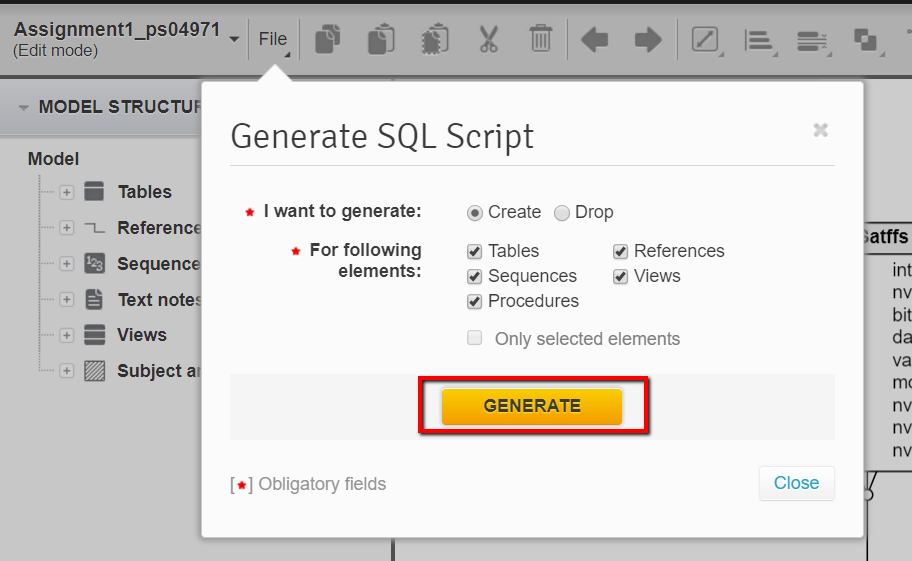 Assignment1_ps04971
(Edit mode)
File
MODEL STRUCTUR
Model
Tables
Reference
Sequence
Text notes
Views
Subject a
Generate SQL Script
I want to generate:
Create
Drop
For following
elements:
Tables
References
Sequences
Views
Procedures
Only selected elements
GENERATE
[*] Obligatory fields
Close
atffs
int
nv
bit
da
va
mo
nv
nv
nv